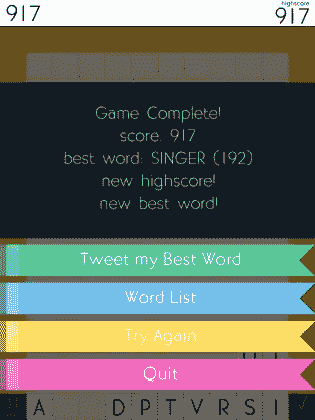 917
highscore
917
Game Complete!
score: 917
best word: SINGER (192)
new highscore!
new best word!
Tweet my Best Word
Word List
Try Again
Quit
A D P T V R S I